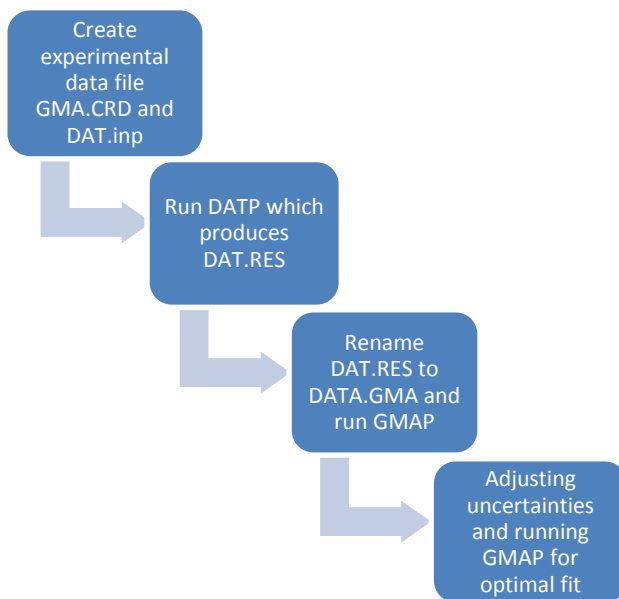 Create
experimental
data file
GMA.CRD and
DAT.inp
Run DATP which
produces
DAT.RES
Rename
DAT.RES to
DATA.GMA and
run GMAP
Adjusting
uncertainties
and running
GMAP for
optimal fit